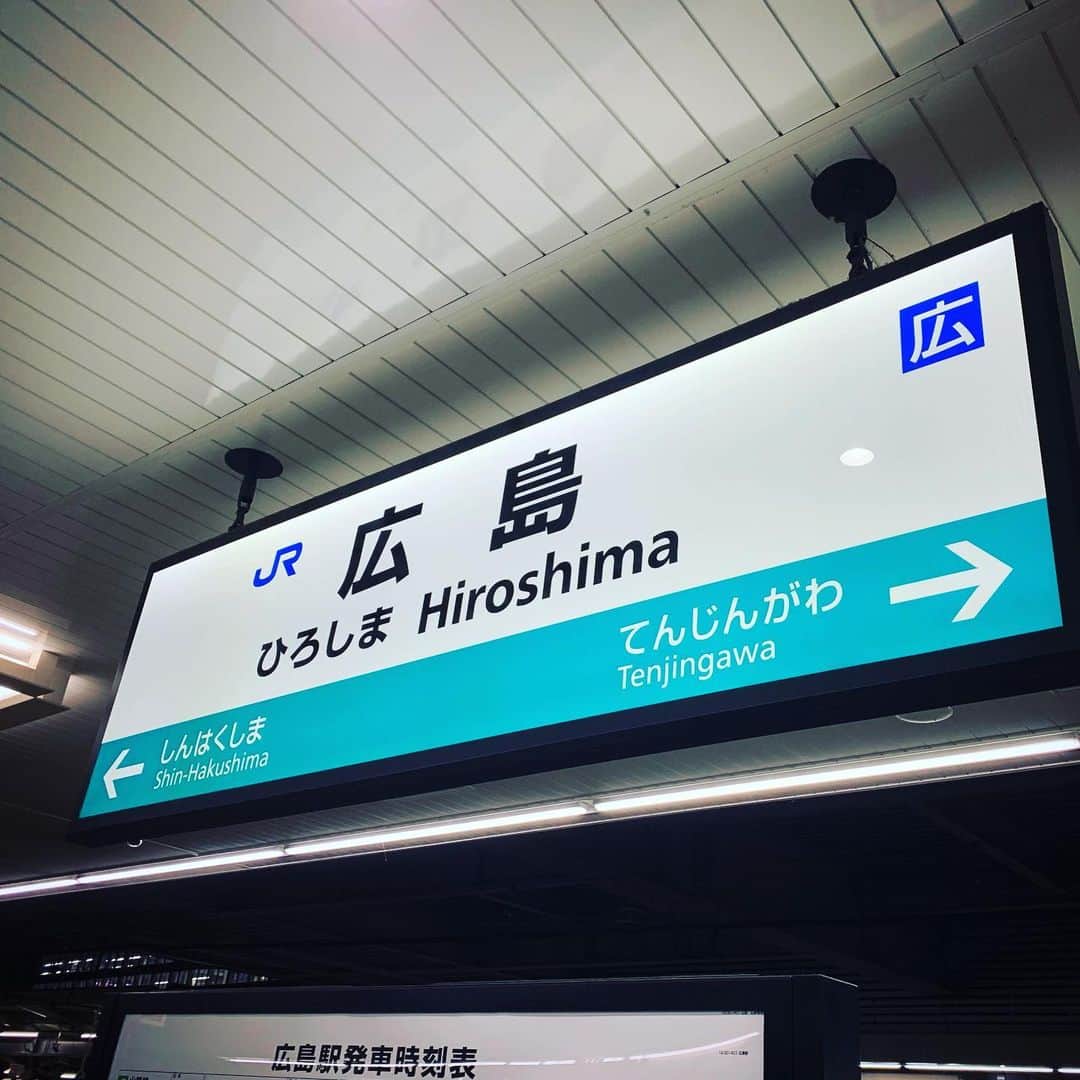 広
JR 広島
ひろしま Hiroshima
てんじんがわ
Tenjingawa
しんはくしま
Shin-Hakushima
広島駅発車時刻表